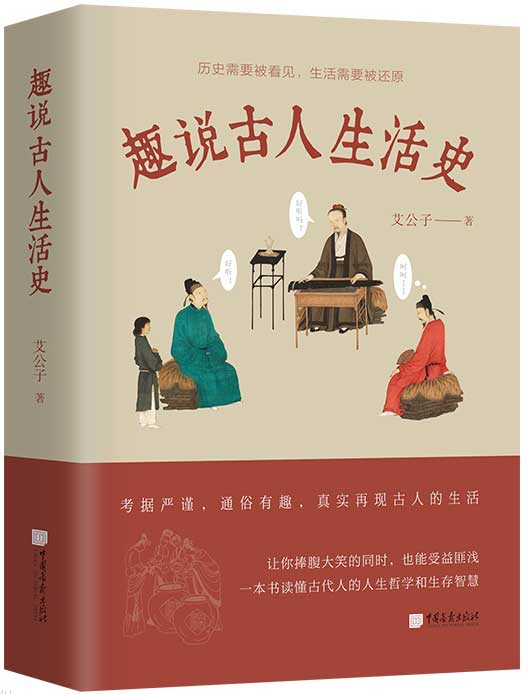 趣说古人生活史
艾公子 著
历史需要被看见，生活需要被还原
趣说古人生活史
艾公子——著
好听吗？
好听！
呵呵……
考据严谨，通俗有趣，真实再现古人的生活
让你捧腹大笑的同时，也能受益匪浅
一本书读懂古代人的人生哲学和生存智慧
中国画报出版社